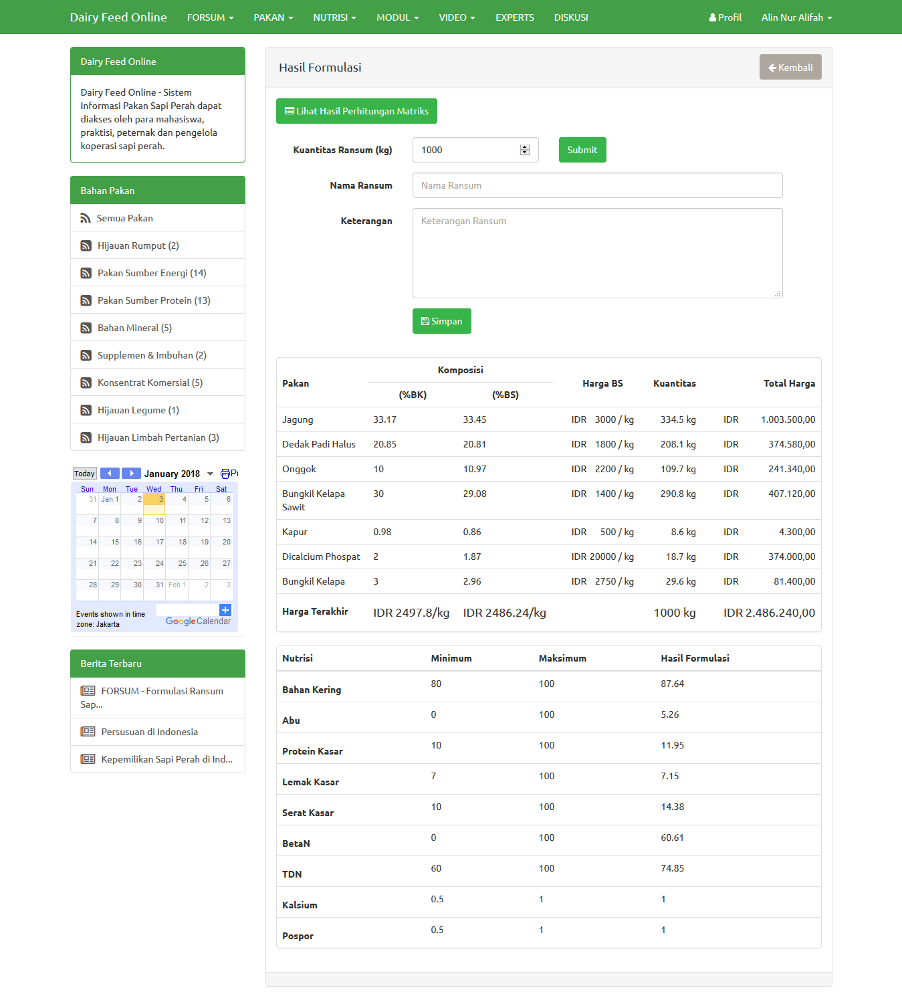 Dairy Feed Online FORSUM PAKAN NUTRISI MODUL VIDEO EXPERTS DISKUSI Profil Alin Nur Alifah
Dairy Feed Online
Dairy Feed Online - Sistem
Informasi Pakan Sapi Perah dapat
diakses oleh para mahasiswa,
praktisi, peternak dan pengelola
koperasi sapi perah.
Bahan Pakan
Semua Pakan
Hijauan Rumput (2)
Pakan Sumber Energi (14)
Pakan Sumber Protein (13)
Bahan Mineral (5)
Supplemen & Imbuhan (2)
Konsentrat Komersial (5)
Hijauan Legume (1)
Hijauan Limbah Pertanian (3)
Today January 2018
Sun Mon Tue Wed Thu Fri Sat
31 Jan 1 2 3 4 5 6
7 8 9 10 11 12 13
14 15 16 17 18 19 20
21 22 23 24 25 26 27
28 29 30 31 Feb 1 2 3
Events shown in time
zone: Jakarta
Google Calendar
Berita Terbaru
FORSUM - Formulasi Ransum
Sap...
Persusuan di Indonesia
Kepemilikan Sapi Perah di Ind...
Hasil Formulasi Kembali
Lihat Hasil Perhitungan Matriks
Kuantitas Ransum (kg) 1000 Submit
Nama Ransum Nama Ransum
Keterangan Keterangan Ransum
Simpan
Komposisi
Pakan Harga BS Kuantitas Total Harga
(%BK) (%BS)
Jagung 33.17 33.45 IDR 3000 / kg 334.5 kg IDR 1.003.500,00
Dedak Padi Halus 20.85 20.81 IDR 1800 / kg 208.1 kg IDR 374.580,00
Onggok 10 10.97 IDR 2200 / kg 109.7 kg IDR 241.340,00
Bungkil Kelapa 30 29.08 IDR 1400 / kg 290.8 kg IDR 407.120,00
Sawit
Kapur 0.98 0.86 IDR 500 / kg 8.6 kg IDR 4.300,00
Dicalcium Phospat 2 1.87 IDR 20000 / kg 18.7 kg IDR 374.000,00
Bungkil Kelapa 3 2.96 IDR 2750 / kg 29.6 kg IDR 81.400,00
Harga Terakhir IDR 2497.8/kg IDR 2486.24/kg 1000 kg IDR 2.486.240,00
Nutrisi Minimum Maksimum Hasil Formulasi
Bahan Kering 80 100 87.64
Abu 0 100 5.26
Protein Kasar 10 100 11.95
Lemak Kasar 7 100 7.15
Serat Kasar 10 100 14.38
BetaN 0 100 60.61
TDN 60 100 74.85
Kalsium 0.5 1 1
Pospor 0.5 1 1